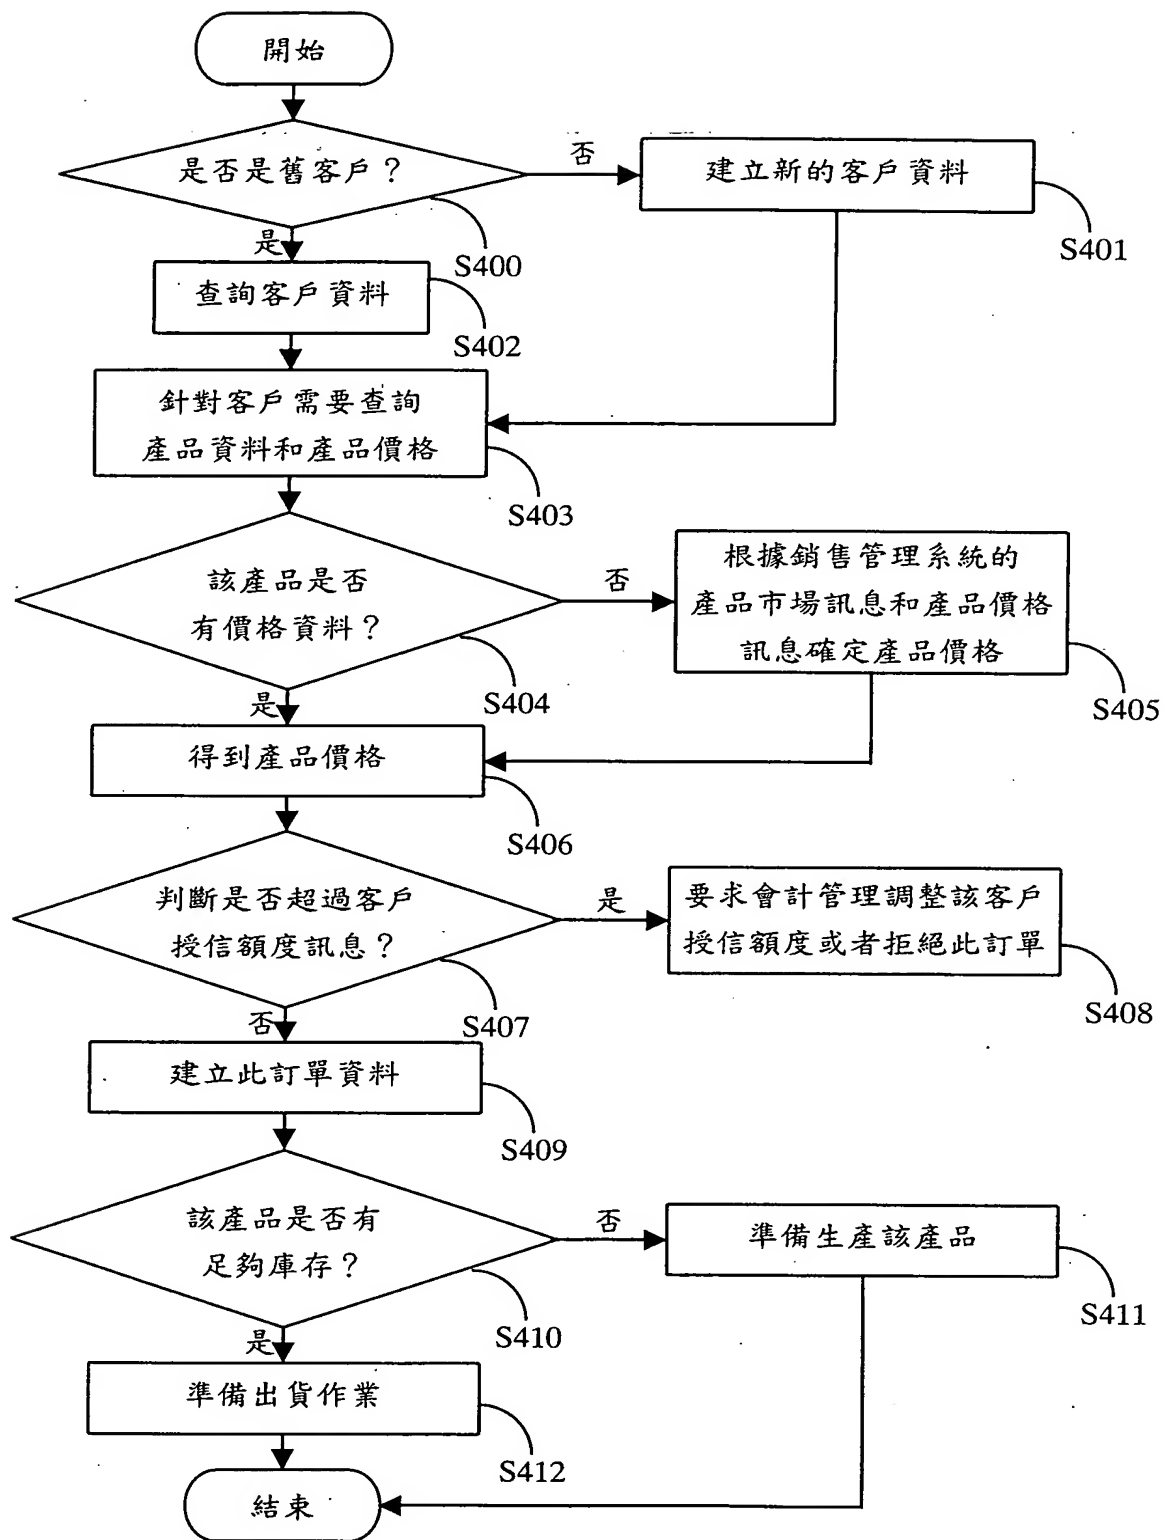 開始
是否是舊客戶？
否
建立新的客戶資料
S401
S400
是
查詢客戶資料
S402
針對客戶需要查詢
產品資料和產品價格
S403
該產品是否
有價格資料？
否
根據銷售管理系統的
產品市場訊息和產品價格
訊息確定產品價格
S405
S404
是
得到產品價格
S406
判斷是否超過客戶
授信額度訊息？
是
要求會計管理調整該客戶
授信額度或者拒絕此訂單
S408
S407
否
建立此訂單資料
S409
該產品是否有
足夠庫存？
否
準備生產該產品
S411
S410
是
準備出貨作業
S412
結束